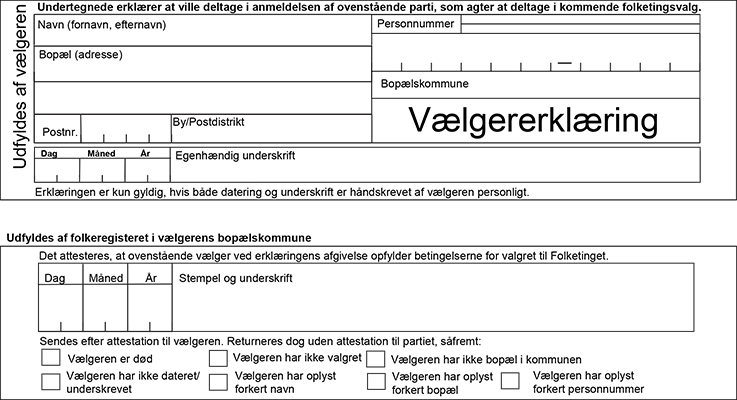 Udfyldes af vælgeren
Undertegnede erklærer at ville deltage i anmeldelsen af ovenstående parti, som agter at deltage i kommende folketingsvalg.
Navn (fornavn, efternavn)
Personnummer
Bopæl (adresse)
Bopælskommune
Postnr.
By/Postdistrikt
Vælgererklæring
Dag
Måned
År
Egenhændig underskrift
Erklæringen er kun gyldig, hvis både datering og underskrift er håndskrevet af vælgeren personligt.
Udfyldes af folkeregisteret i vælgerens bopælskommune
Det attesteres, at ovenstående vælger ved erklæringens afgivelse opfylder betingelserne for valgret til Folketinget.
Dag
Måned
År
Stempel og underskrift
Sendes efter attestation til vælgeren. Returneres dog uden attestation til partiet, såfremt:
Vælgeren er død
Vælgeren har ikke valgret
Vælgeren har ikke bopæl i kommunen
Vælgeren har ikke dateret/
underskrevet
Vælgeren har oplyst
forkert navn
Vælgeren har oplyst
forkert bopæl
Vælgeren har oplyst
forkert personnummer